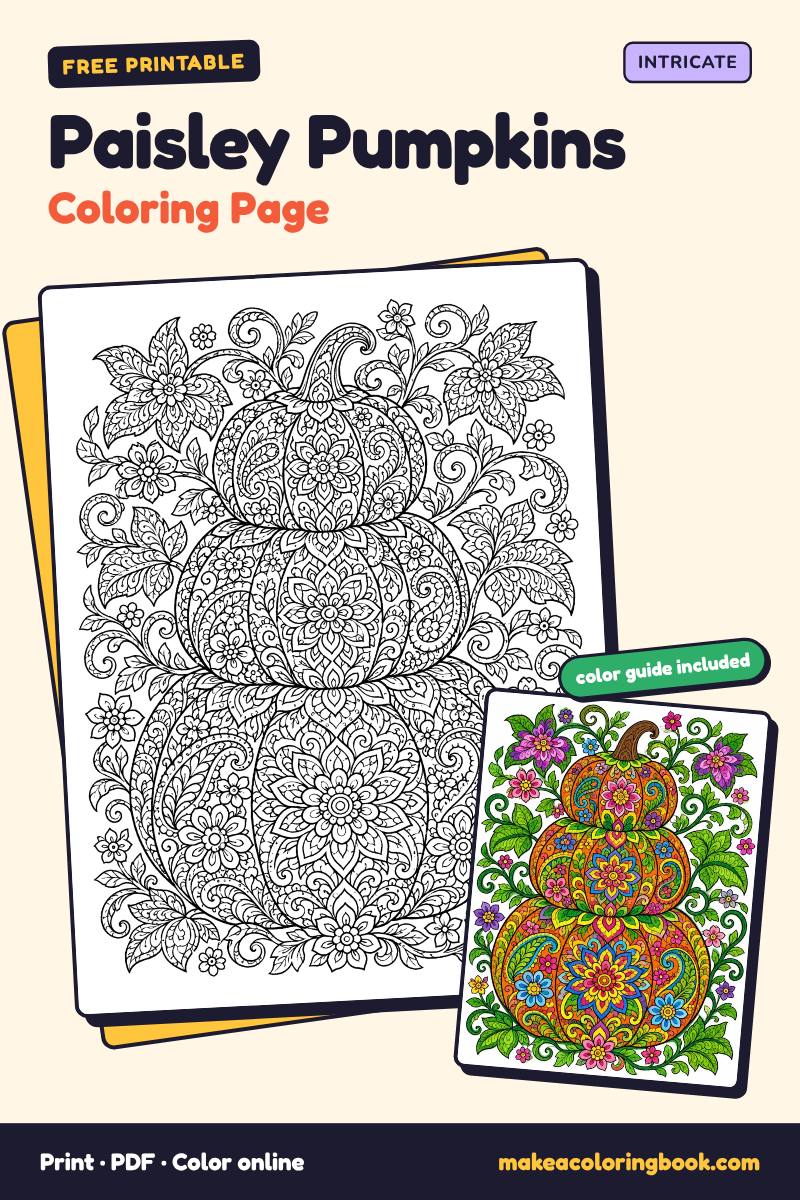 FREE PRINTABLE
INTRICATE
Paisley Pumpkins
Coloring Page
color guide included
Print · PDF · Color online
makeacoloringbook.com